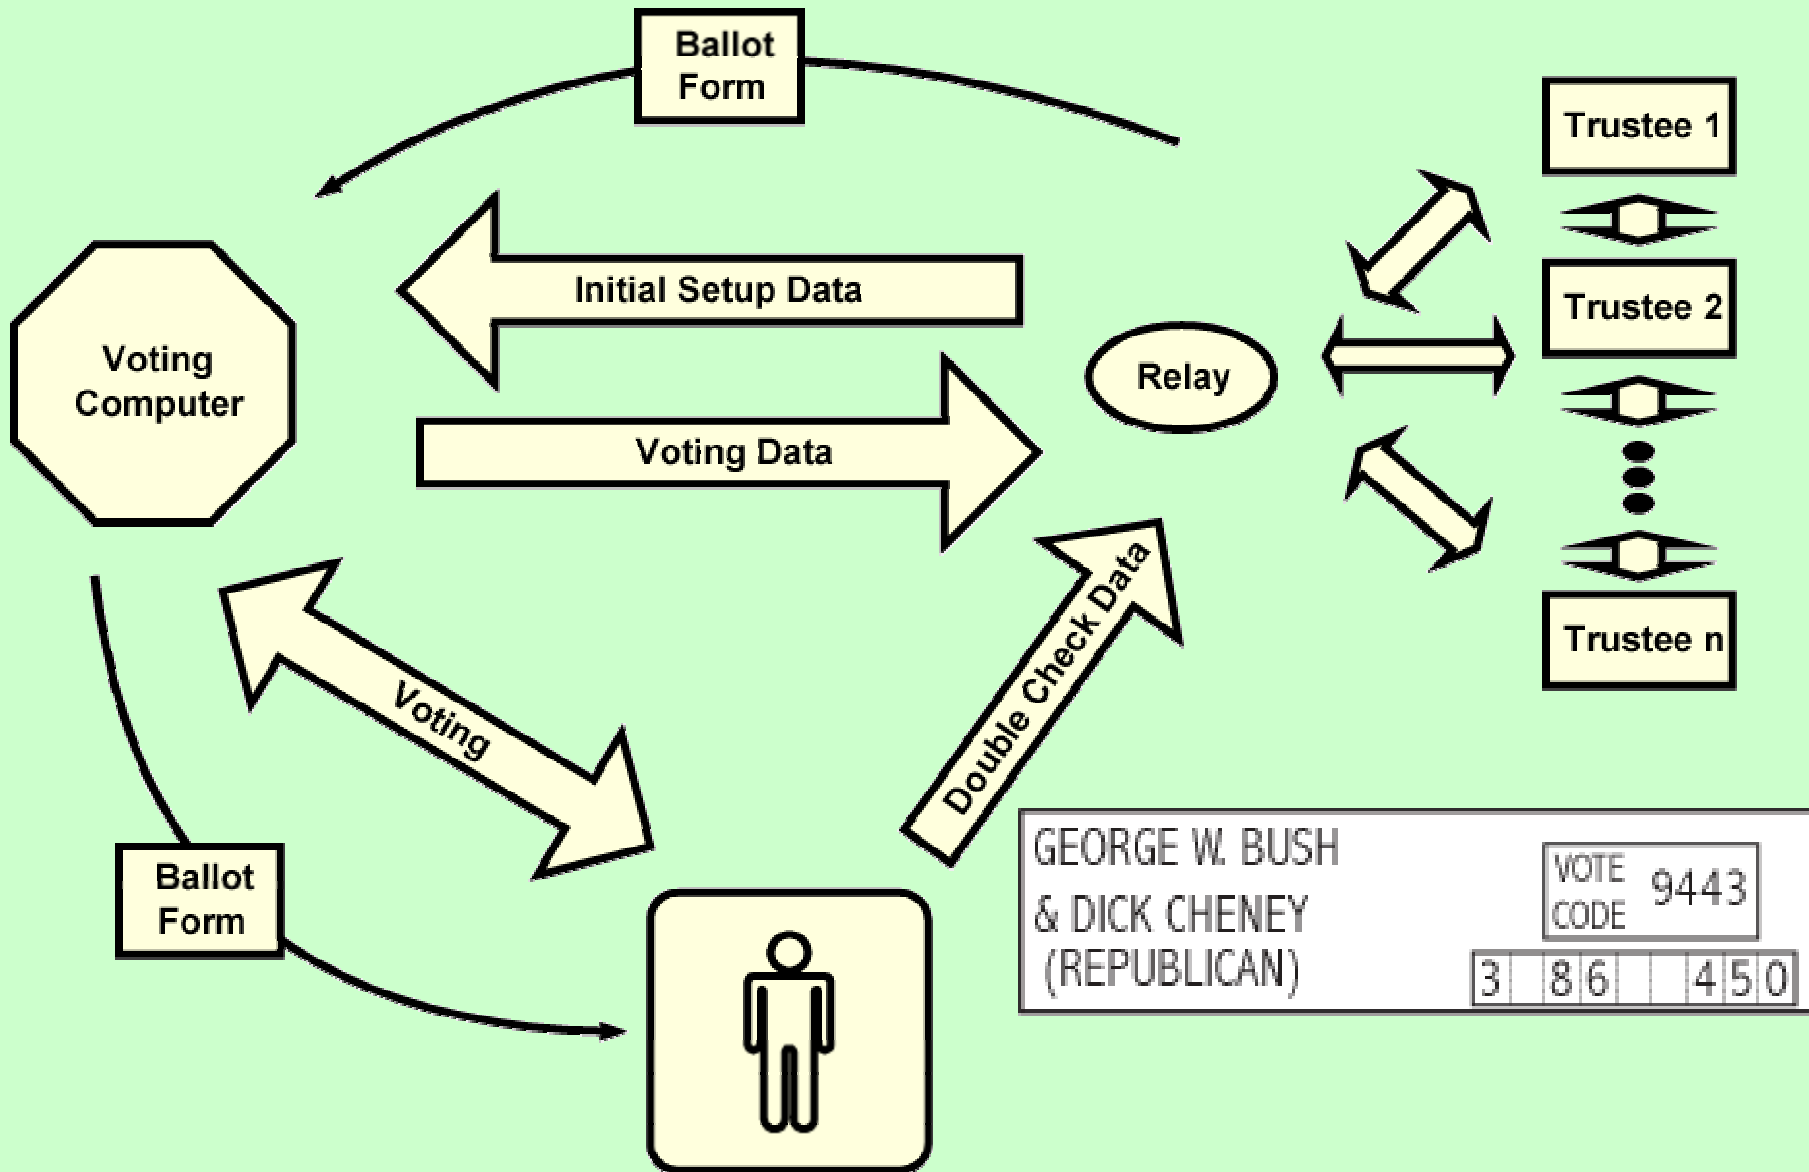 Ballot
Form
Trustee 1
Initial Setup Data
Trustee 2
Voting
Computer
Relay
Voting Data
Trustee n
Voting
Double Check Data
Ballot
Form
GEORGE W. BUSH
& DICK CHENEY
(REPUBLICAN)
VOTE
CODE
9443
3 86 450